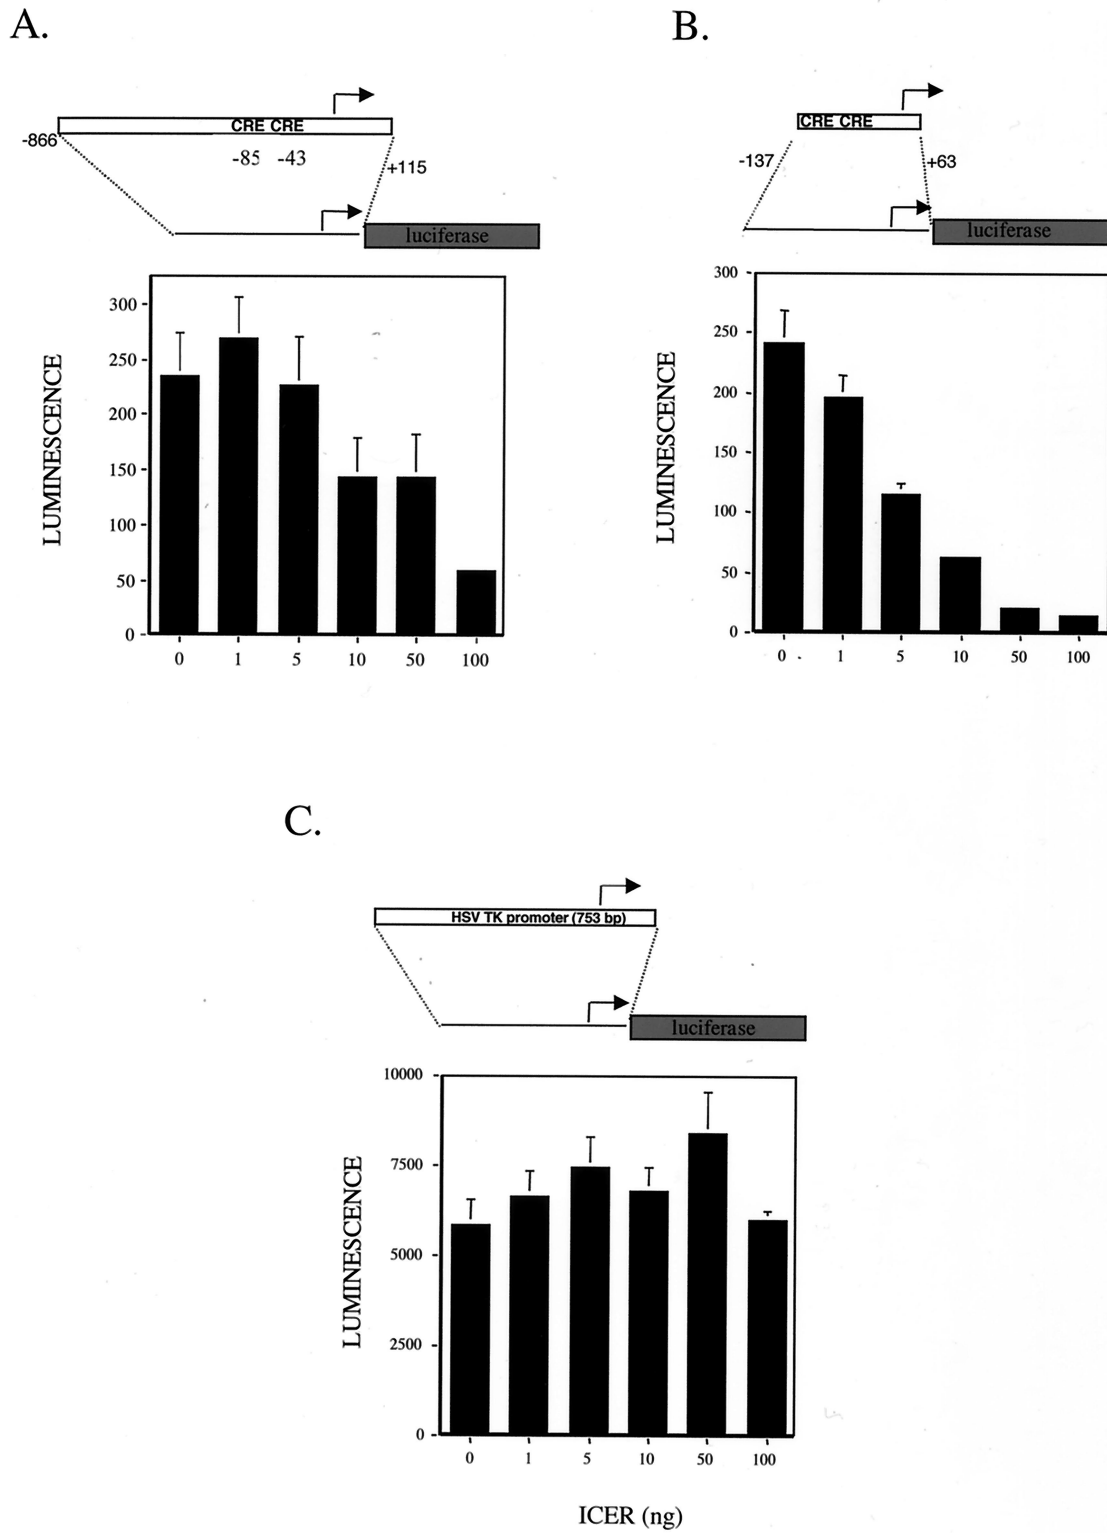 A.
CRE CRE
-866
-85 -43
+115
luciferase
LUMINESCENCE
300
250
200
150
100
50
0
0 1 5 10 50 100
B.
CRE CRE
-137
+63
luciferase
LUMINESCENCE
300
250
200
150
100
50
0
0 1 5 10 50 100
C.
HSV TK promoter (753 bp)
luciferase
LUMINESCENCE
10000
7500
5000
2500
0
0 1 5 10 50 100
ICER (ng)